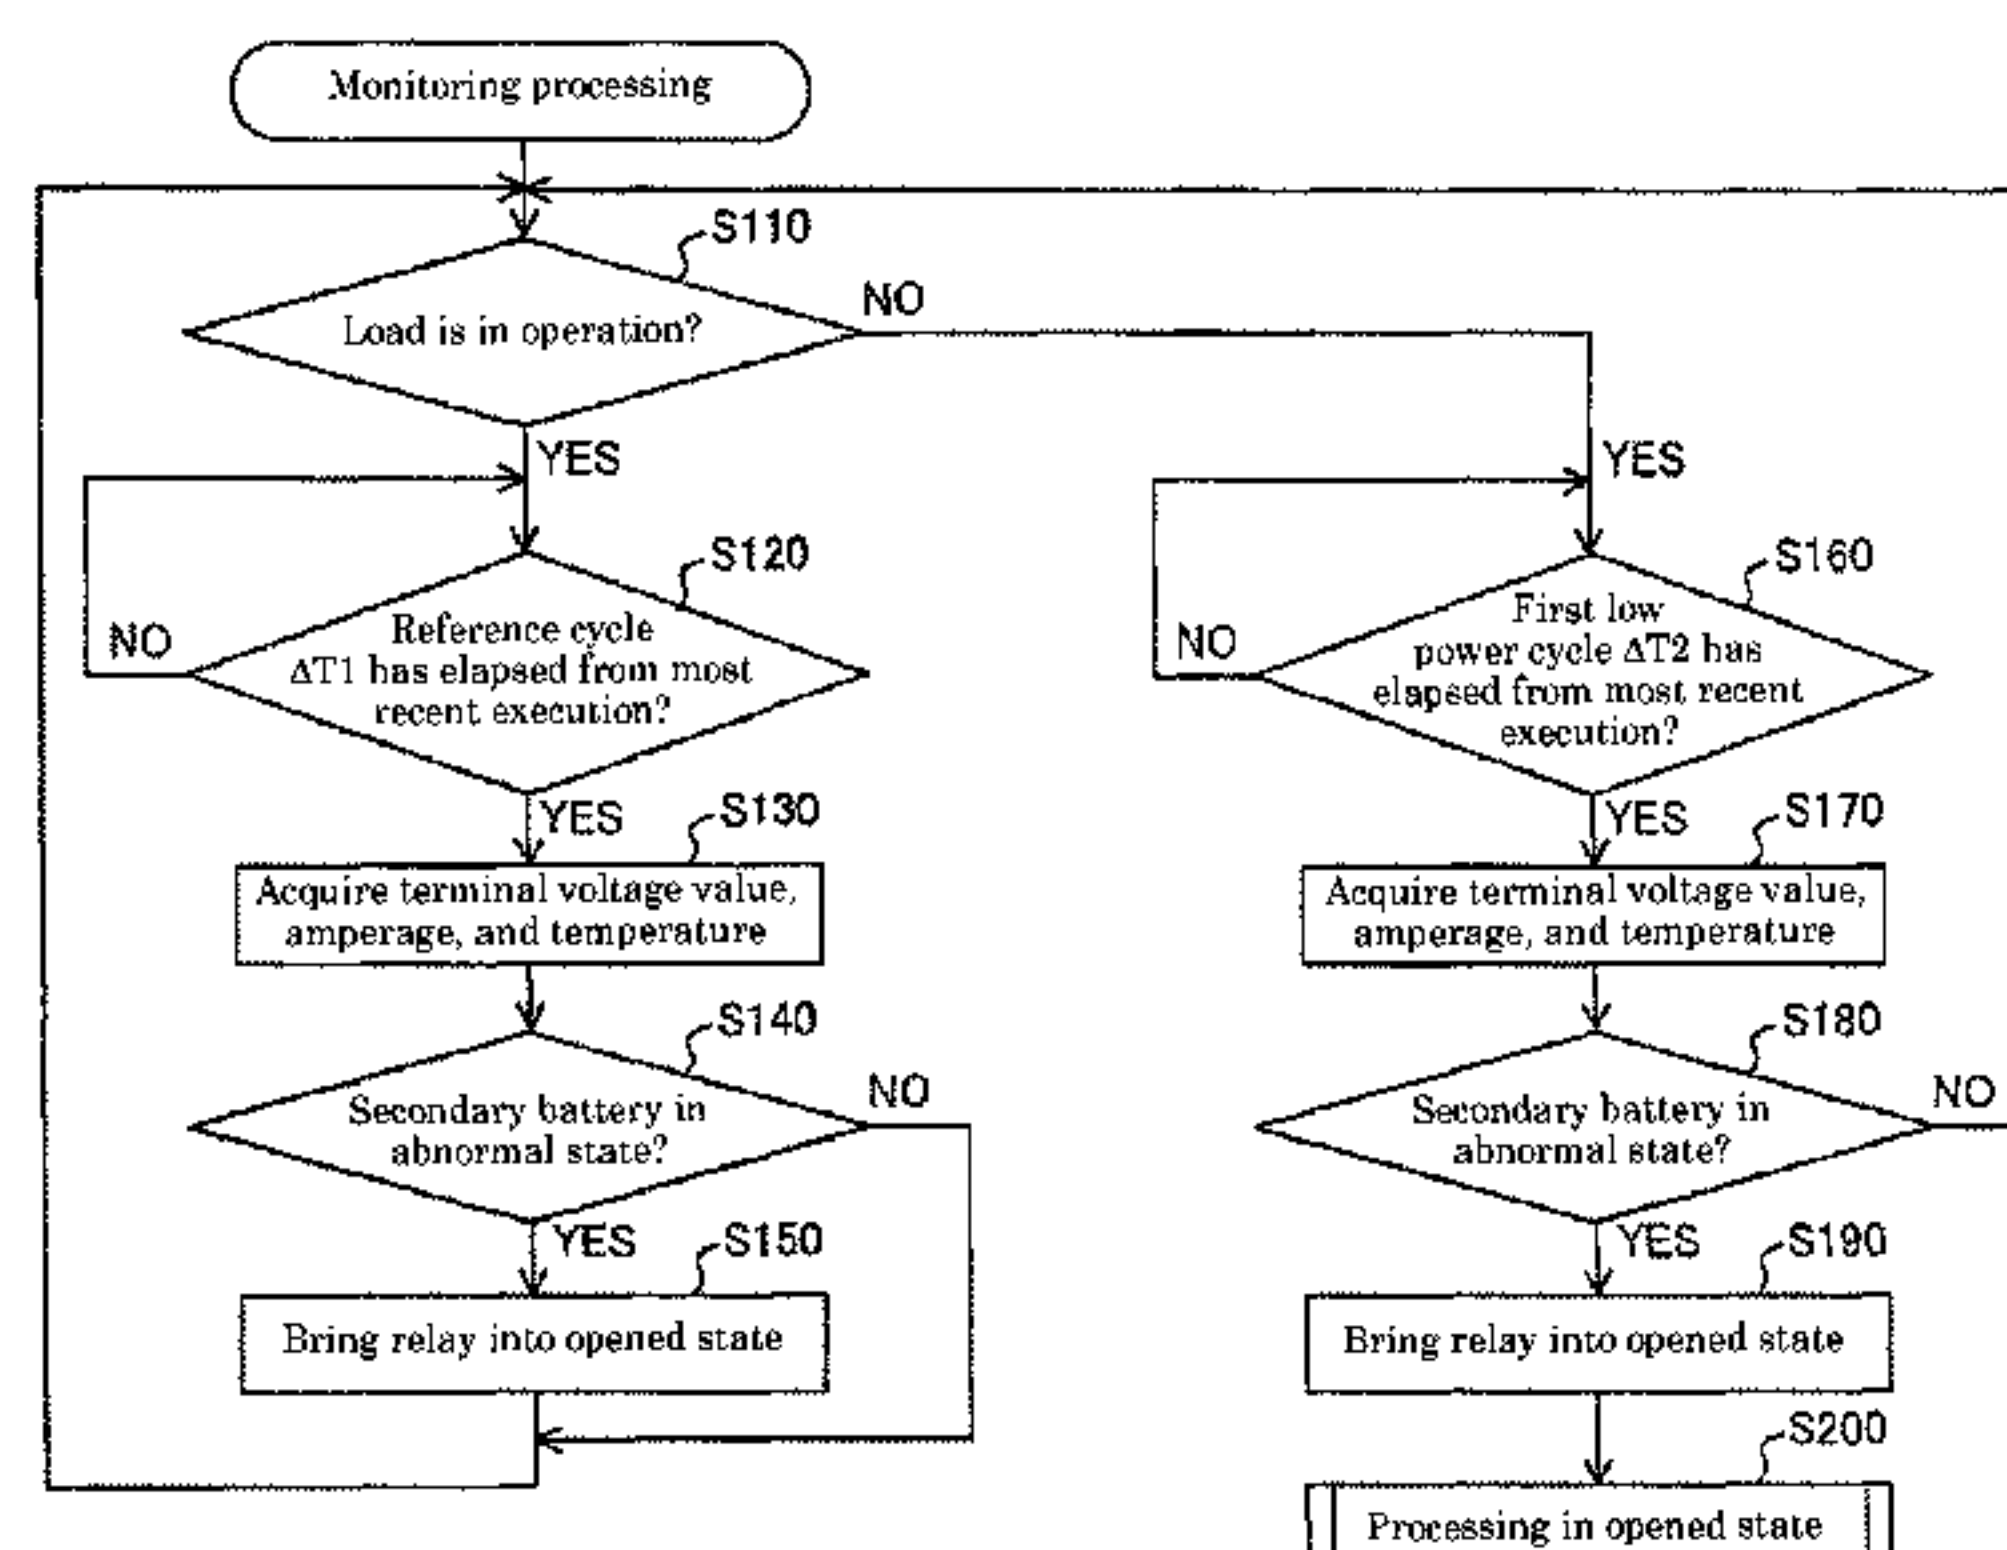 Monitoring processing
S110
Load is in operation?
NO
YES
S120
Reference cycle
ΔT1 has elapsed from most
recent execution?
NO
YES
S130
Acquire terminal voltage value,
amperage, and temperature
S140
Secondary battery in
abnormal state?
NO
YES
S150
Bring relay into opened state
YES
S160
First low
power cycle ΔT2 has
elapsed from most recent
execution?
NO
YES
S170
Acquire terminal voltage value,
amperage, and temperature
S180
Secondary battery in
abnormal state?
NO
YES
S190
Bring relay into opened state
S200
Processing in opened state